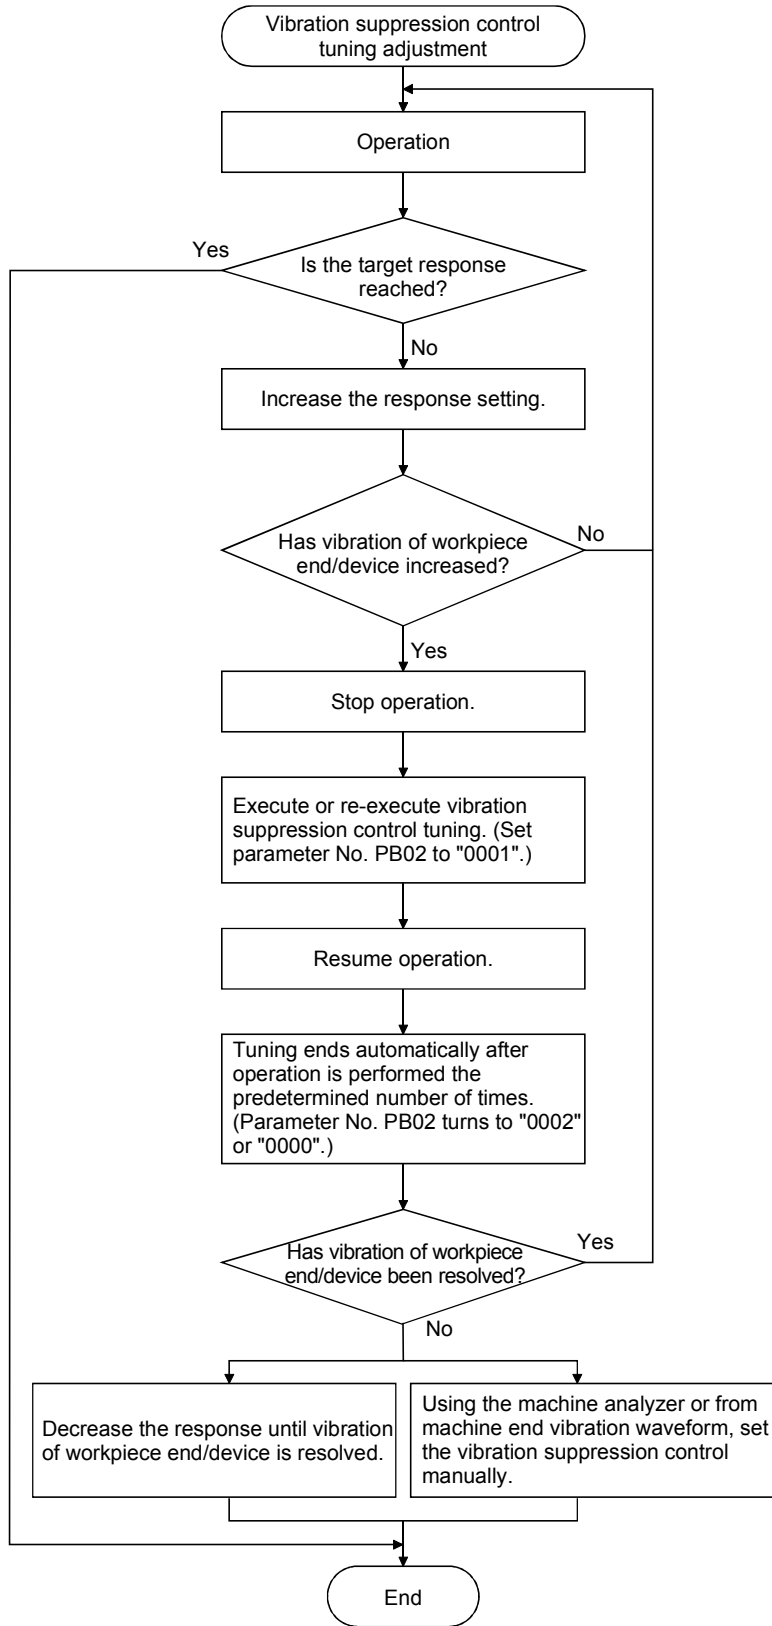 Vibration suppression control
tuning adjustment
Operation
Yes
Is the target response
reached?
No
Increase the response setting.
Has vibration of workpiece
end/device increased?
No
Yes
Stop operation.
Execute or re-execute vibration
suppression control tuning. (Set
parameter No. PB02 to "0001".)
Resume operation.
Tuning ends automatically after
operation is performed the
predetermined number of times.
(Parameter No. PB02 turns to "0002"
or "0000".)
Has vibration of workpiece
end/device been resolved?
Yes
No
Decrease the response until vibration
of workpiece end/device is resolved.
Using the machine analyzer or from
machine end vibration waveform, set
the vibration suppression control
manually.
End